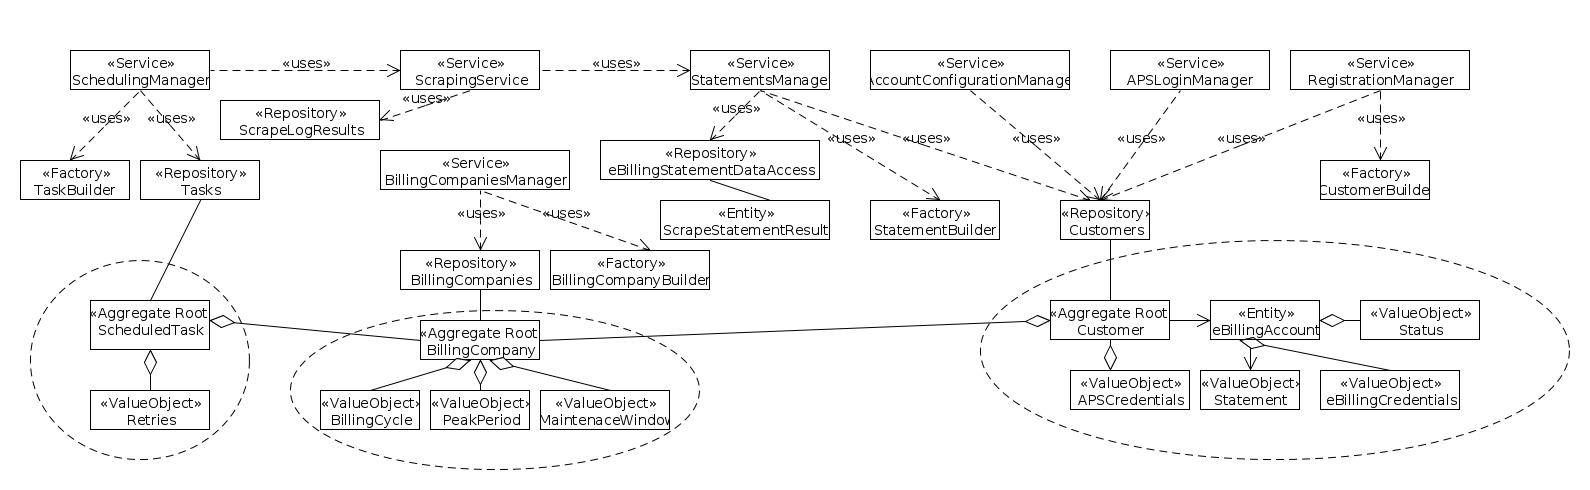 «Service»
SchedulingManager
«uses»
«Service»
ScrapingService
«uses»
«Service»
StatementsManage
«Service»
AccountConfigurationManage
«Service»
APSLoginManager
«Service»
RegistrationManager
«uses»
«uses»
«uses»
«Repository»
ScrapeLogResults
«uses»
«uses»
«uses»
«uses»
«uses»
«uses»
«Factory»
TaskBuilder
«Repository»
Tasks
«Service»
BillingCompaniesManager
«Repository»
eBillingStatementDataAccess
«Factory»
CustomerBuilde
«uses»
«uses»
«Entity»
ScrapeStatementResult
«Factory»
StatementBuilder
«Repository»
Customers
«Repository»
BillingCompanies
«Factory»
BillingCompanyBuilder
«Aggregate Root
ScheduledTask
«Aggregate Root
BillingCompany
«Aggregate Root
Customer
«Entity»
eBillingAccount
«ValueObject»
Status
«ValueObject»
Retries
«ValueObject»
BillingCycle
«ValueObject»
PeakPeriod
«ValueObject»
MaintenaceWindow
«ValueObject»
APSCredentials
«ValueObject»
Statement
«ValueObject»
eBillingCredentials